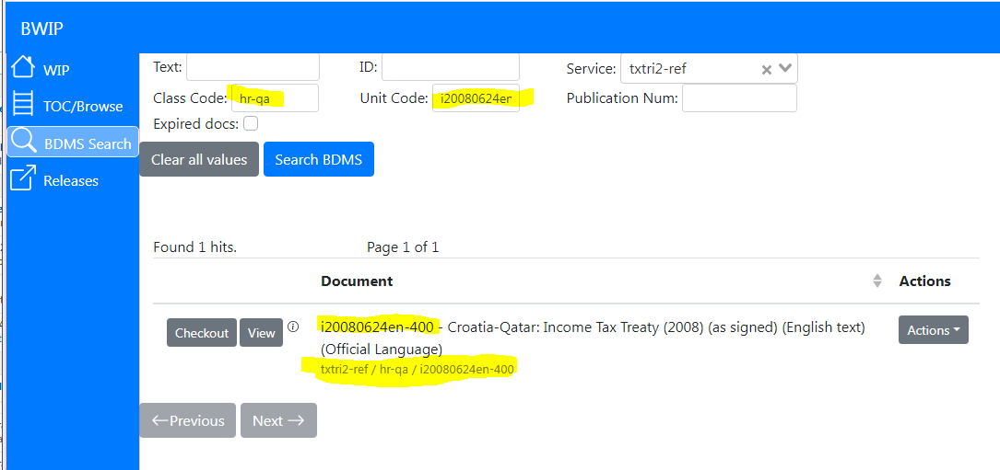 BWIP
WIP
TOC/Browse
BDMS Search
Releases
Text: ID: Service: txtri2-ref
Class Code: hr-qa Unit Code: i20080624en Publication Num:
Expired docs:
Clear all values Search BDMS
Found 1 hits. Page 1 of 1
Document Actions
Checkout View i20080624en-400 - Croatia-Qatar: Income Tax Treaty (2008) (as signed) (English text) Actions
(Official Language)
txtri2-ref / hr-qa / i20080624en-400
←Previous Next →